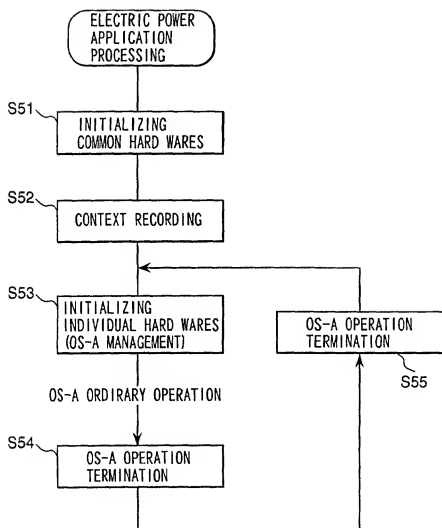 ELECTRIC POWER
APPLICATION
PROCESSING
S51
INITIALIZING
COMMON HARD WARES
S52
CONTEXT RECORDING
S53
INITIALIZING
INDIVIDUAL HARD WARES
(OS-A MANAGEMENT)
OS-A OPERATION
TERMINATION
S55
OS-A ORDIRARY OPERATION
S54
OS-A OPERATION
TERMINATION